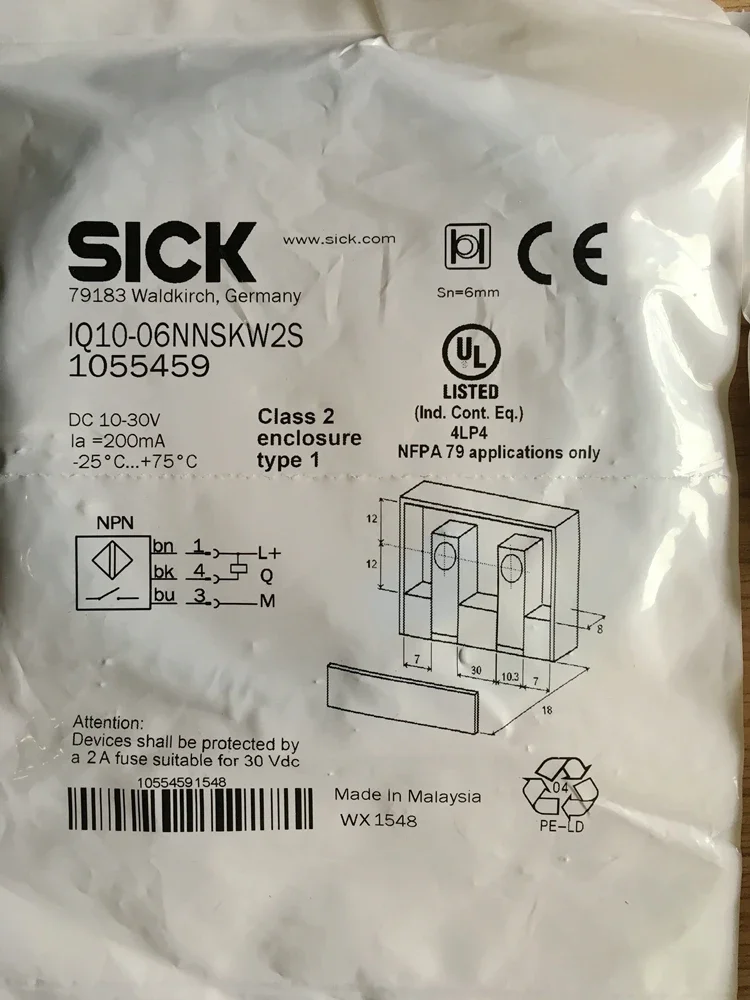 SICK
www.sick.com
79183 Waldkirch, Germany
Sn=6mm
CE
IQ10-06NNSKW2S
1055459
UL
LISTED
(Ind. Cont. Eq.)
4LP4
NFPA 79 applications only
DC 10-30V
Ia =200mA
-25°C...+75°C
Class 2
enclosure
type 1
NPN
bn 1 L+
bk 4 Q
bu 3 M
12
12
8
7
30
10.3
7
18
Attention:
Devices shall be protected by
a 2 A fuse suitable for 30 Vdc
10554591548
Made in Malaysia
WX 1548
04
PE-LD